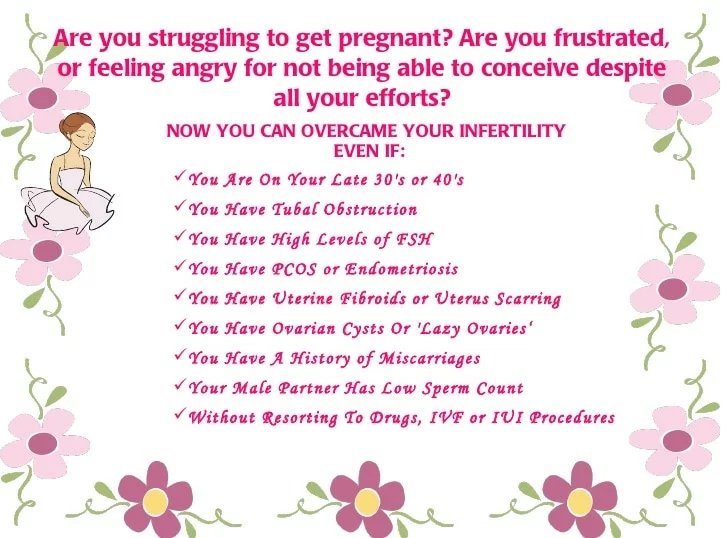 Are you struggling to get pregnant? Are you frustrated,
or feeling angry for not being able to conceive despite
all your efforts?
NOW YOU CAN OVERCAME YOUR INFERTILITY
EVEN IF:
✓You Are On Your Late 30's or 40's
✓You Have Tubal Obstruction
✓You Have High Levels of FSH
✓You Have PCOS or Endometriosis
✓You Have Uterine Fibroids or Uterus Scarring
✓You Have Ovarian Cysts Or 'Lazy Ovaries‘
✓You Have A History of Miscarriages
✓Your Male Partner Has Low Sperm Count
✓Without Resorting To Drugs, IVF or IUI Procedures